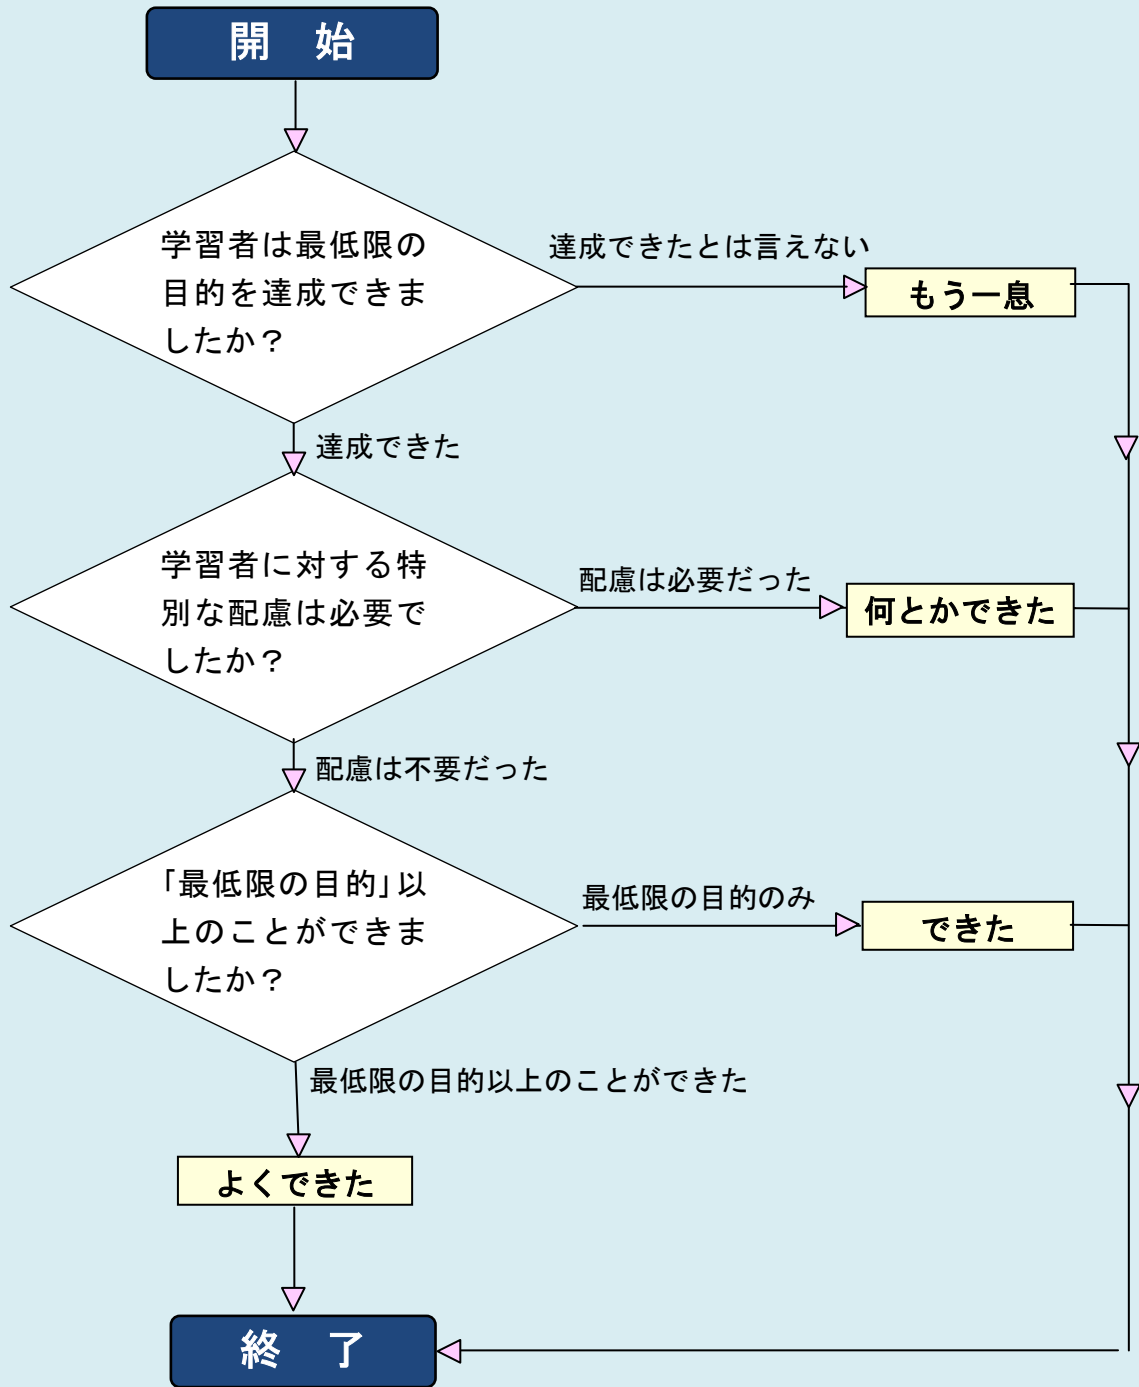 開　始
学習者は最低限の
目的を達成できま
したか？
達成できたとは言えない
もう一息
達成できた
学習者に対する特
別な配慮は必要で
したか？
配慮は必要だった
何とかできた
配慮は不要だった
「最低限の目的」以
上のことができま
したか？
最低限の目的のみ
できた
最低限の目的以上のことができた
よくできた
終　了